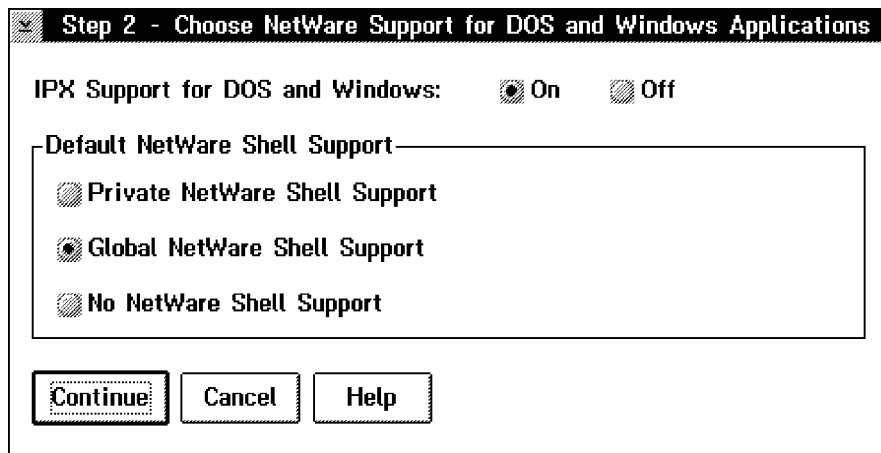 Step 2 - Choose NetWare Support for DOS and Windows Applications
IPX Support for DOS and Windows: On Off
Default NetWare Shell Support
Private NetWare Shell Support
Global NetWare Shell Support
No NetWare Shell Support
Continue Cancel Help